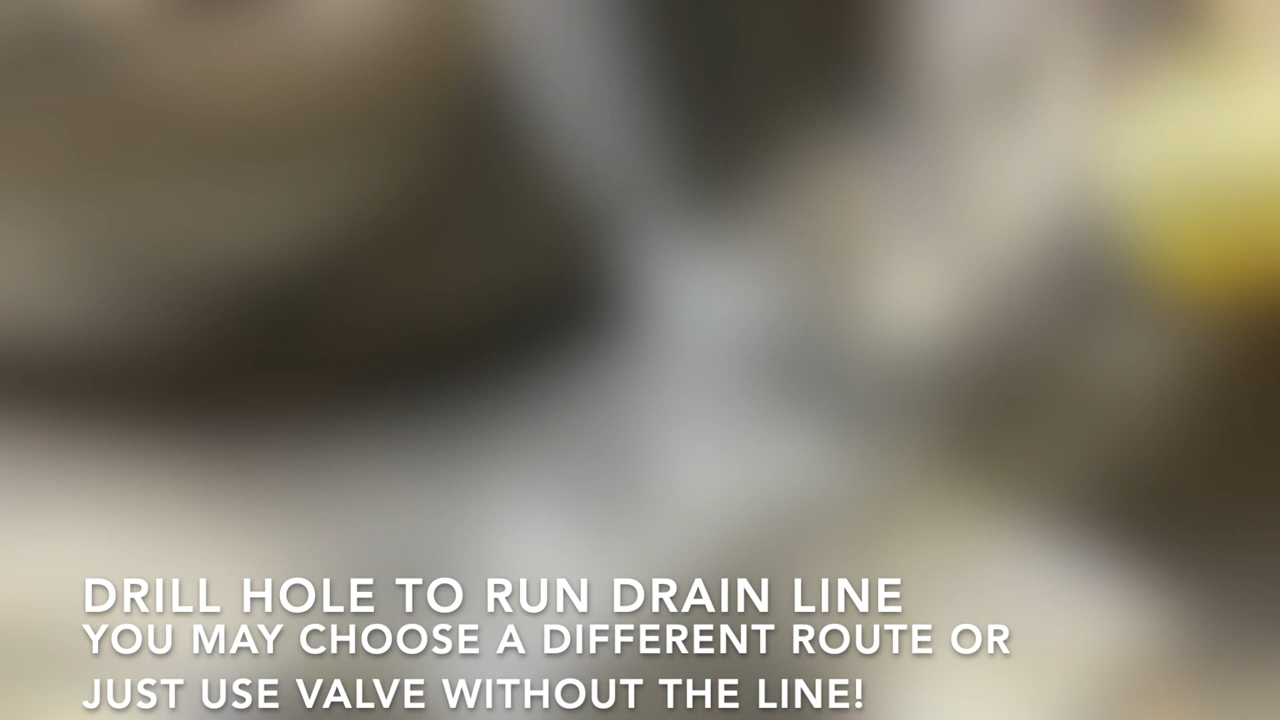 DRILL HOLE TO RUN DRAIN LINE
YOU MAY CHOOSE A DIFFERENT ROUTE OR
JUST USE VALVE WITHOUT THE LINE!